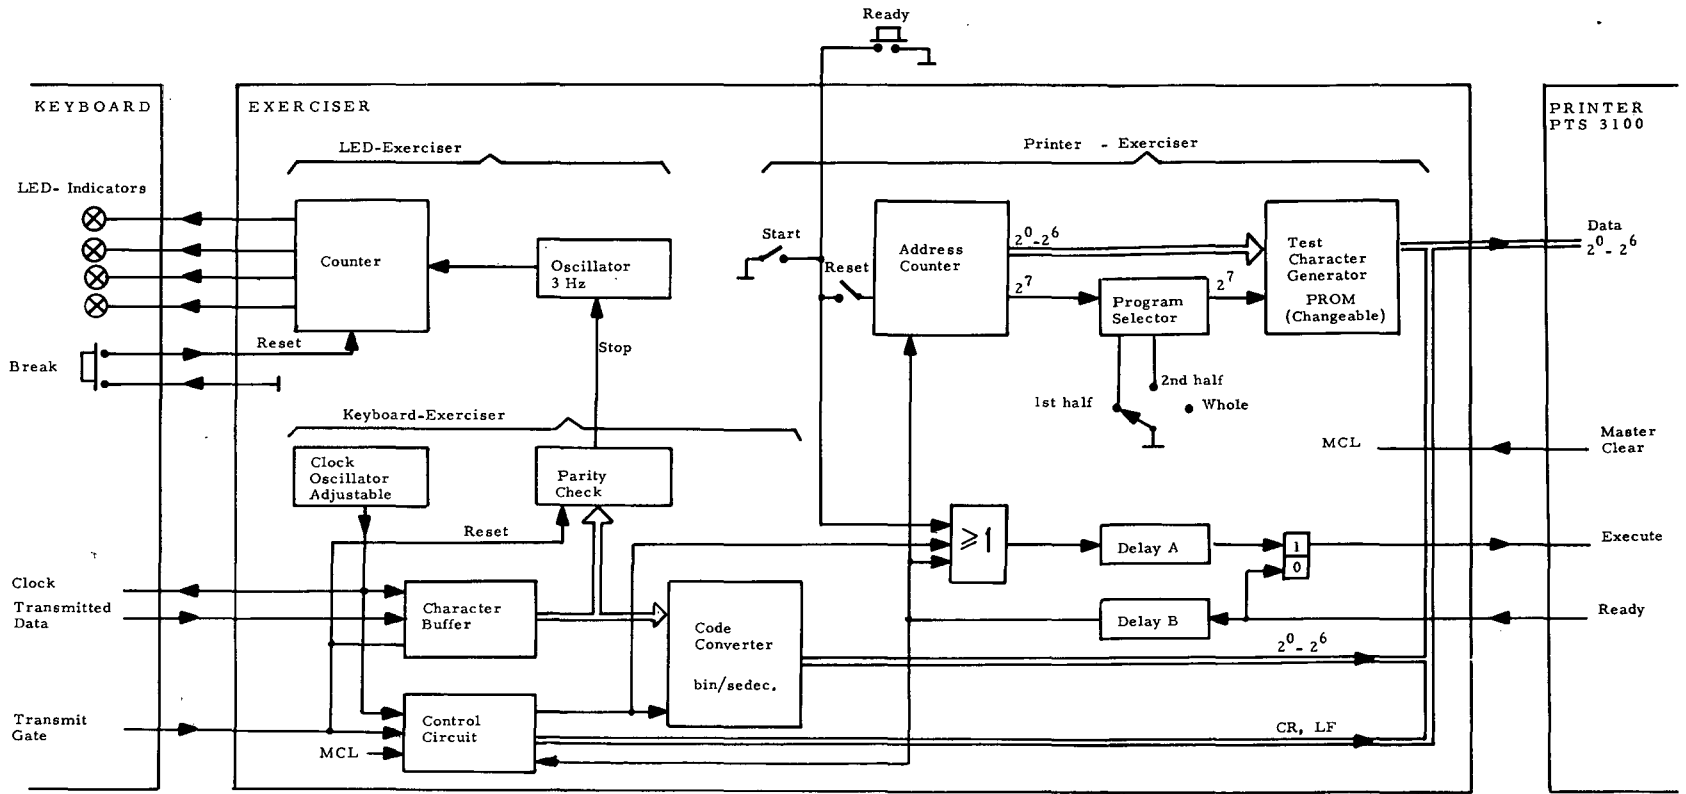 Ready
KEYBOARD
EXERCISER
PRINTER
PTS 3100
LED-Exerciser
Printer - Exerciser
LED- Indicators
Counter
Oscillator
3 Hz
Start
Reset
Address
Counter
2⁰-2⁶
2⁷
Program
Selector
2⁷
Test
Character
Generator
PROM
(Changeable)
Data
2⁰-2⁶
Break
Reset
Stop
1st half
2nd half
Whole
Keyboard-Exerciser
MCL
Master
Clear
Clock
Oscillator
Adjustable
Parity
Check
Reset
≥1
Delay A
1
0
Execute
Clock
Transmitted
Data
Character
Buffer
Code
Converter
bin/sedec.
Delay B
Ready
2⁰-2⁶
Transmit
Gate
Control
Circuit
MCL
CR, LF